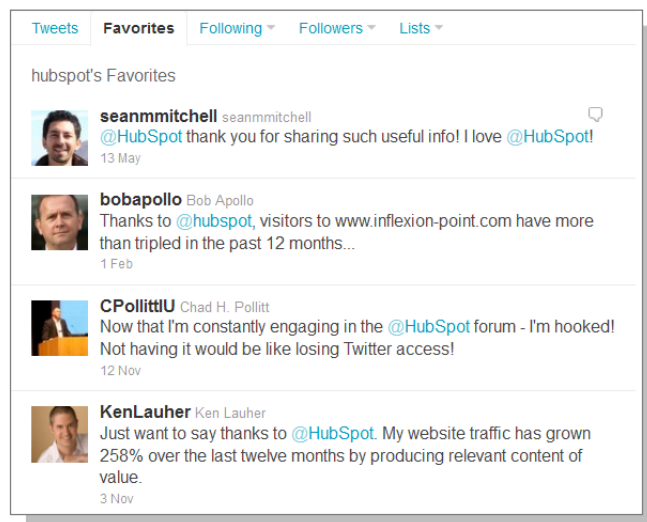 Tweets Favorites Following Followers Lists
hubspot's Favorites
seanmmitchell seanmmitchell
@HubSpot thank you for sharing such useful info! I love @HubSpot!
13 May
bobapollo Bob Apollo
Thanks to @hubspot, visitors to www.inflexion-point.com have more
than tripled in the past 12 months...
1 Feb
CPollittIU Chad H. Pollitt
Now that I'm constantly engaging in the @HubSpot forum - I'm hooked!
Not having it would be like losing Twitter access!
12 Nov
KenLauher Ken Lauher
Just want to say thanks to @HubSpot. My website traffic has grown
258% over the last twelve months by producing relevant content of
value.
3 Nov